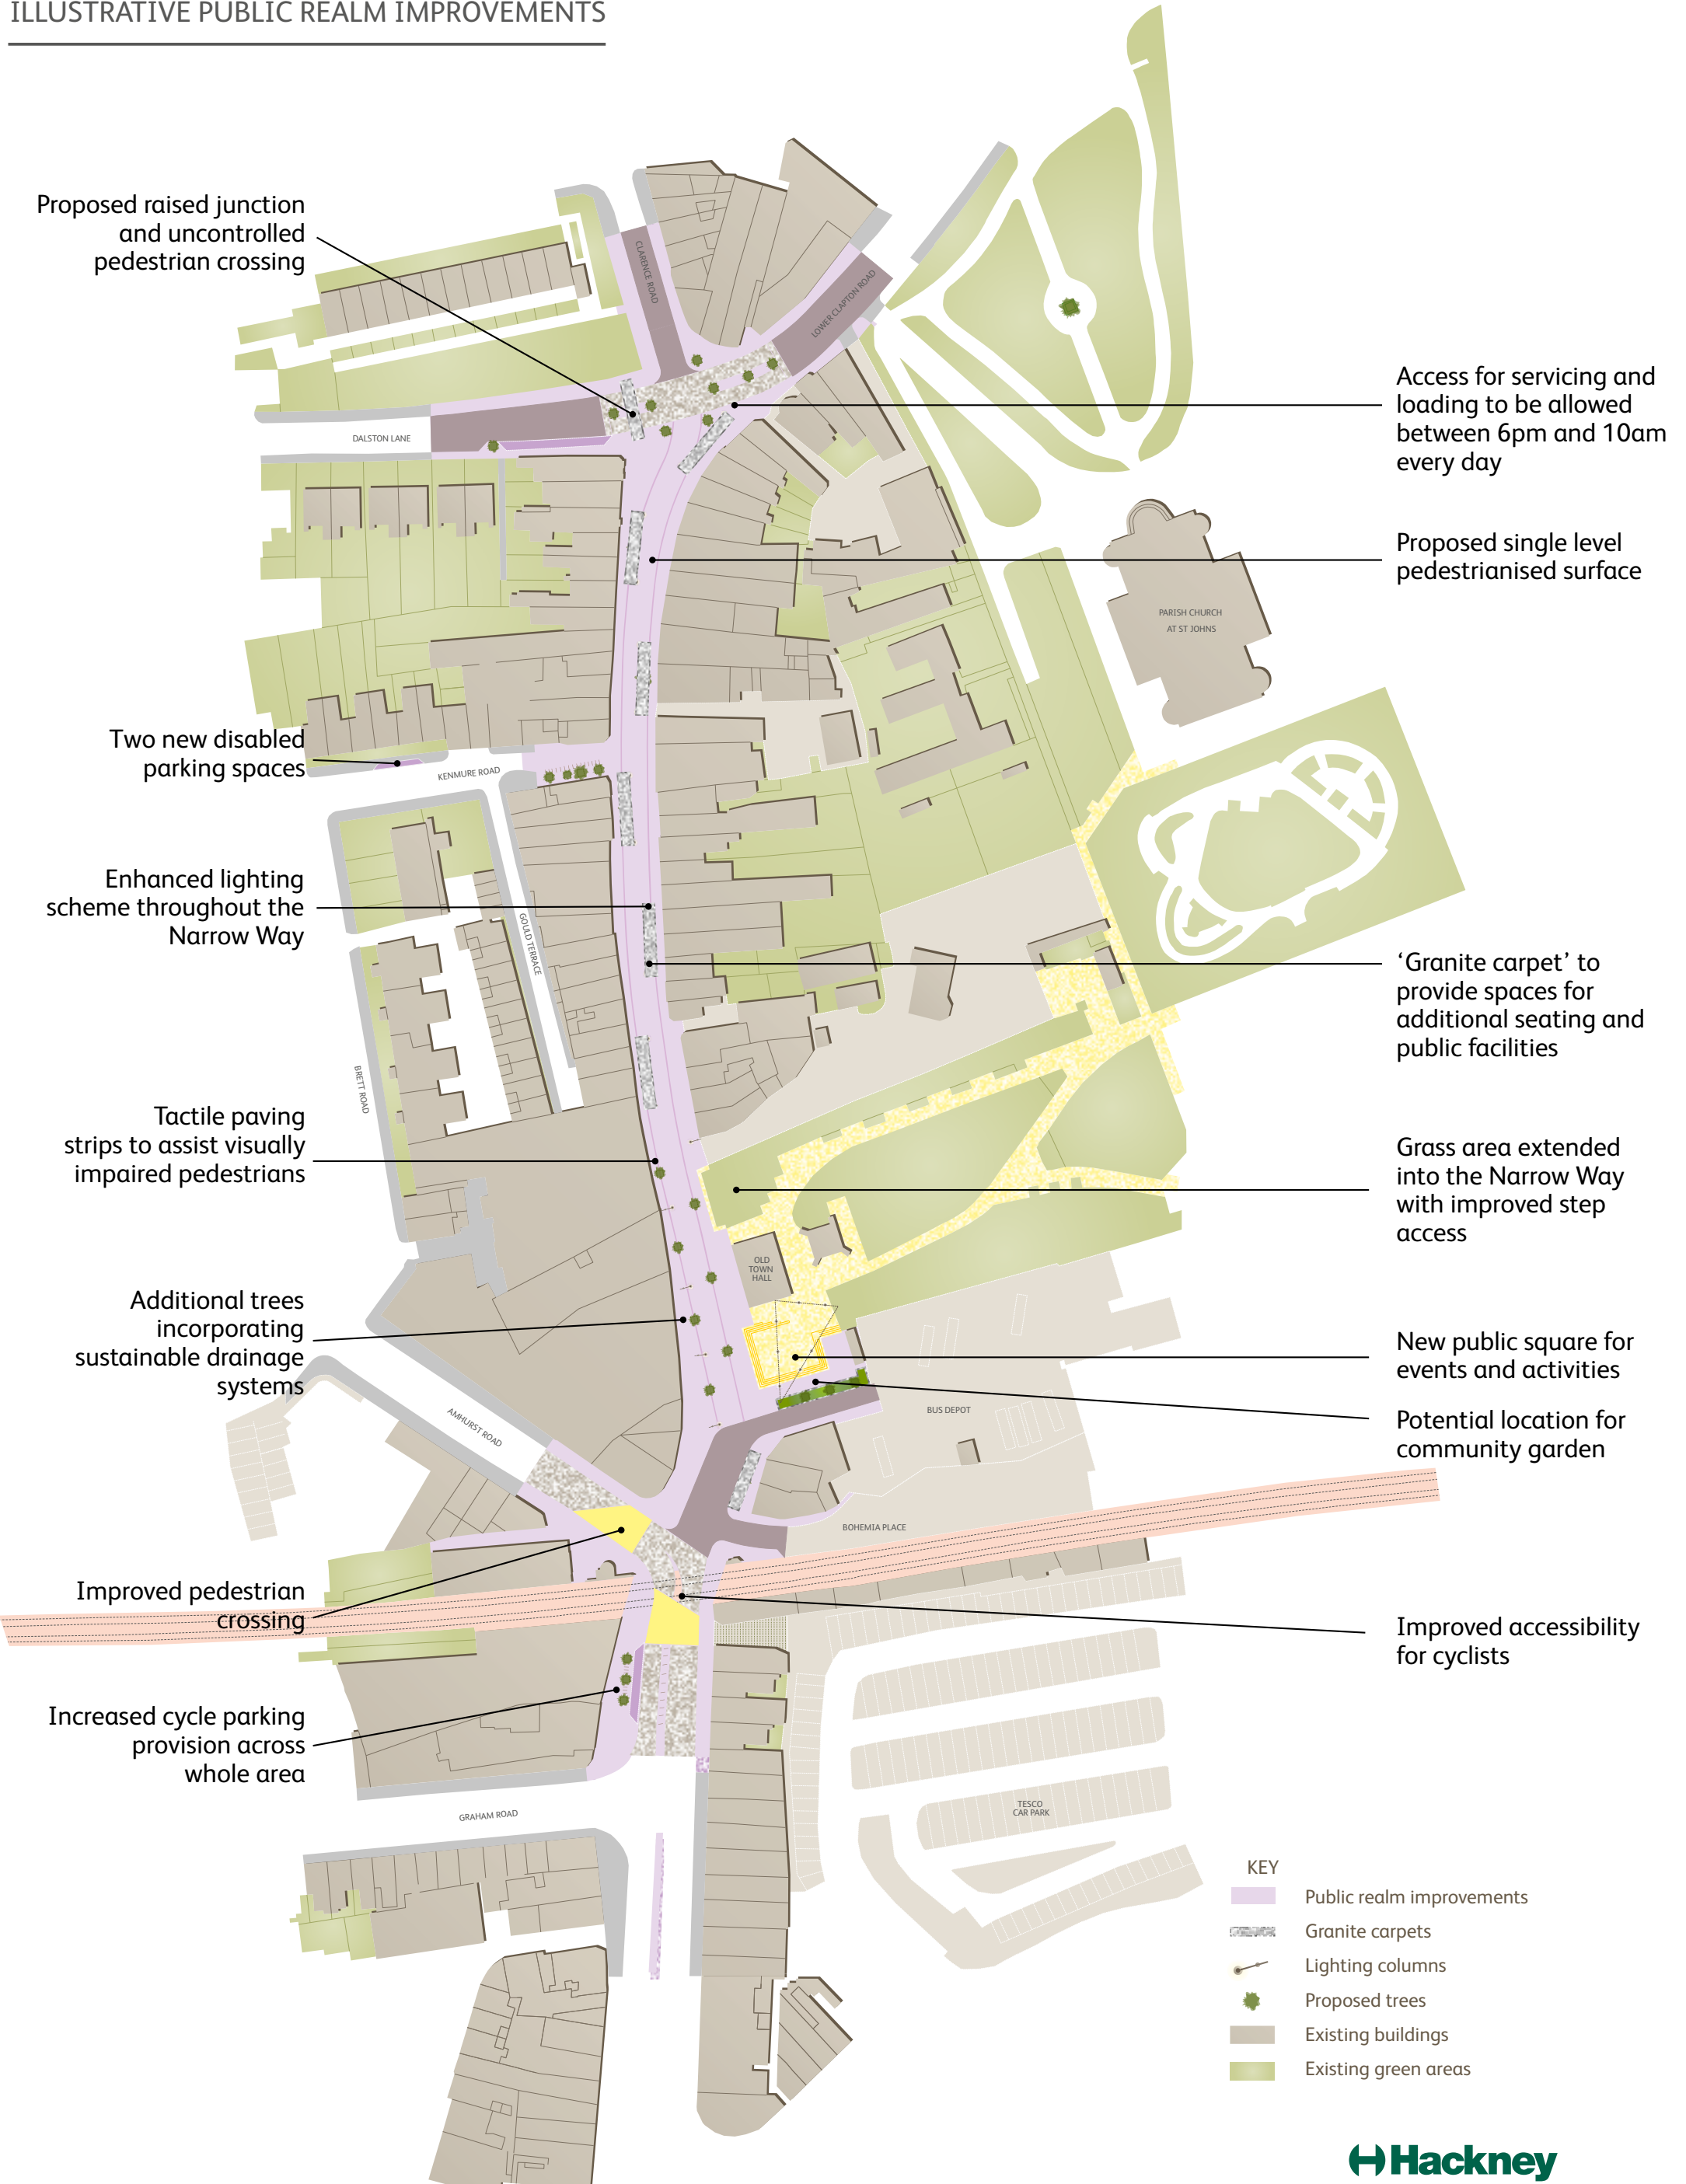 ILLUSTRATIVE PUBLIC REALM IMPROVEMENTS
Proposed raised junction
and uncontrolled
pedestrian crossing
CLARENCE ROAD
LOWER CLAPTON ROAD
Access for servicing and
loading to be allowed
between 6pm and 10am
every day
DALSTON LANE
Proposed single level
pedestrianised surface
PARISH CHURCH
AT ST JOHNS
Two new disabled
parking spaces
KENMURE ROAD
Enhanced lighting
scheme throughout the
Narrow Way
GOULD TERRACE
‘Granite carpet’ to
provide spaces for
additional seating and
public facilities
BRETT ROAD
Tactile paving
strips to assist visually
impaired pedestrians
Grass area extended
into the Narrow Way
with improved step
access
OLD
TOWN
HALL
Additional trees
incorporating
sustainable drainage
systems
New public square for
events and activities
AMHURST ROAD
BUS DEPOT
Potential location for
community garden
BOHEMIA PLACE
Improved pedestrian
crossing
Improved accessibility
for cyclists
Increased cycle parking
provision across
whole area
GRAHAM ROAD
TESCO
CAR PARK
KEY
Public realm improvements
Granite carpets
Lighting columns
Proposed trees
Existing buildings
Existing green areas
Hackney